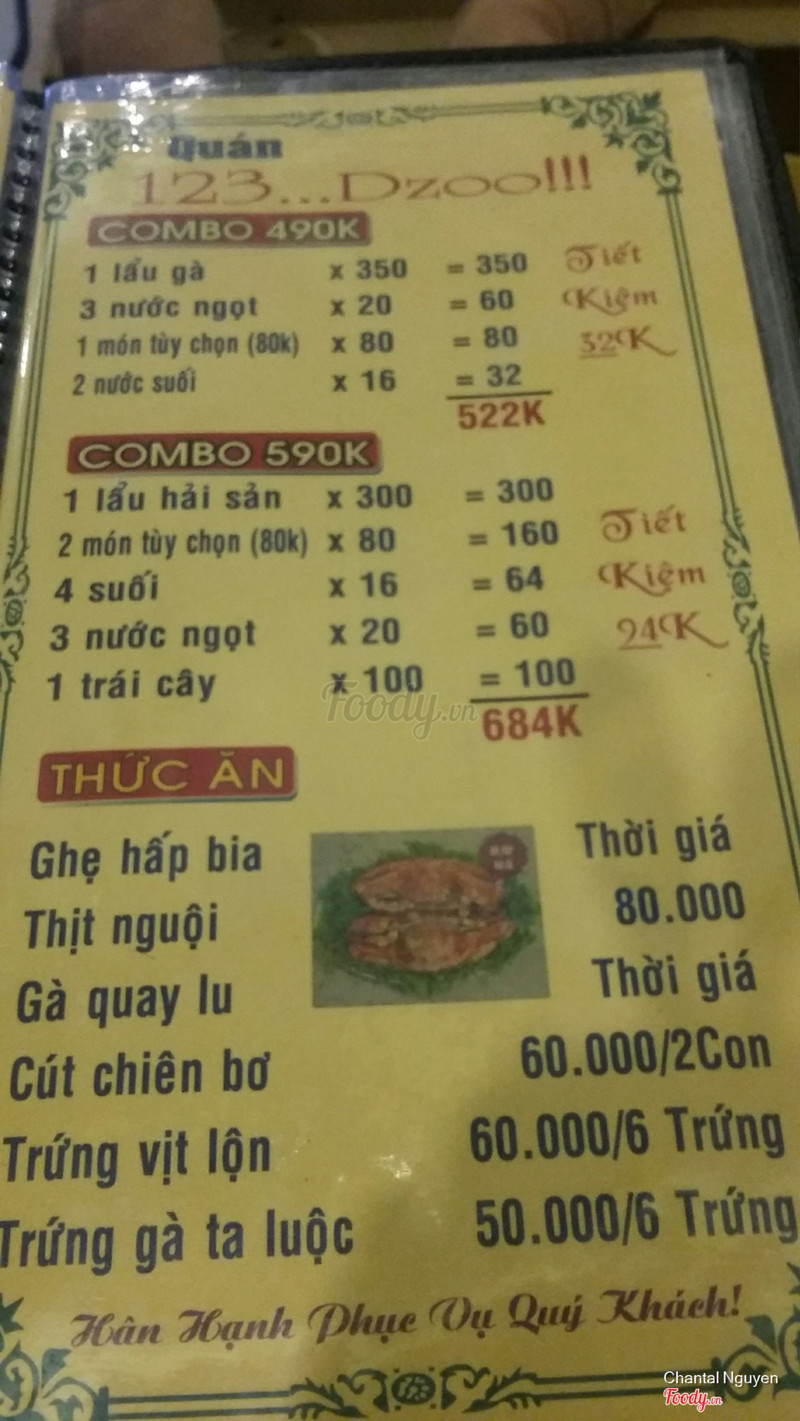 Quán
123...Dzoo!!!
COMBO 490K
1 lẩu gà x 350 = 350
3 nước ngọt x 20 = 60
1 món tùy chọn (80k) x 80 = 80
2 nước suối x 16 = 32
522K
Tiết
Kiệm
32K
COMBO 590K
1 lẩu hải sản x 300 = 300
2 món tùy chọn (80k) x 80 = 160
4 suối x 16 = 64
3 nước ngọt x 20 = 60
1 trái cây x 100 = 100
684K
Tiết
Kiệm
94K
Foody.vn
THỨC ĂN
Ghẹ hấp bia Thời giá
Thịt nguội 80.000
Gà quay lu Thời giá
Cút chiên bơ 60.000/2Con
Trứng vịt lộn 60.000/6 Trứng
Trứng gà ta luộc 50.000/6 Trứng
Hân Hạnh Phục Vụ Quý Khách!
Chantal Nguyen
Foody.vn